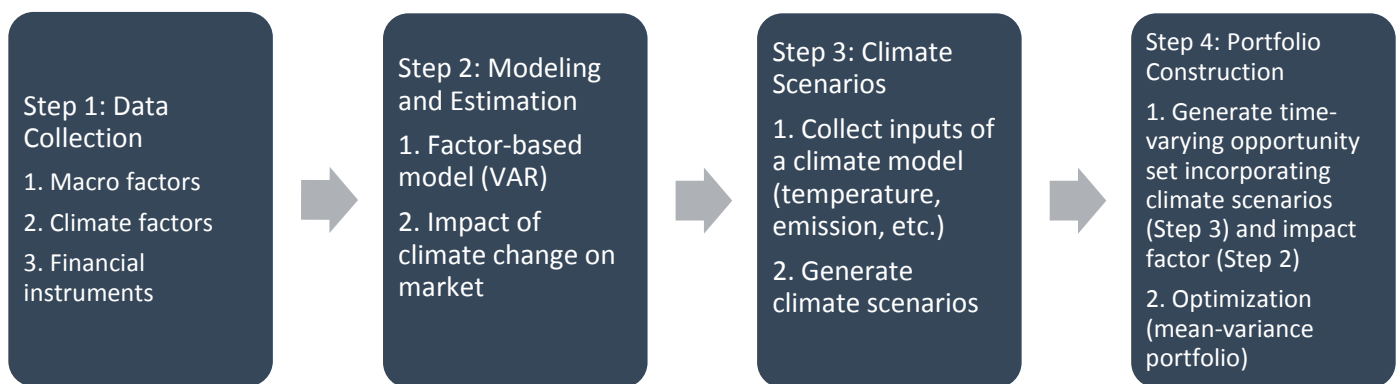 Step 1: Data
Collection
1. Macro factors
2. Climate factors
3. Financial
instruments
Step 2: Modeling
and Estimation
1. Factor-based
model (VAR)
2. Impact of
climate change on
market
Step 3: Climate
Scenarios
1. Collect inputs of
a climate model
(temperature,
emission, etc.)
2. Generate
climate scenarios
Step 4: Portfolio
Construction
1. Generate time-
varying opportunity
set incorporating
climate scenarios
(Step 3) and impact
factor (Step 2)
2. Optimization
(mean-variance
portfolio)